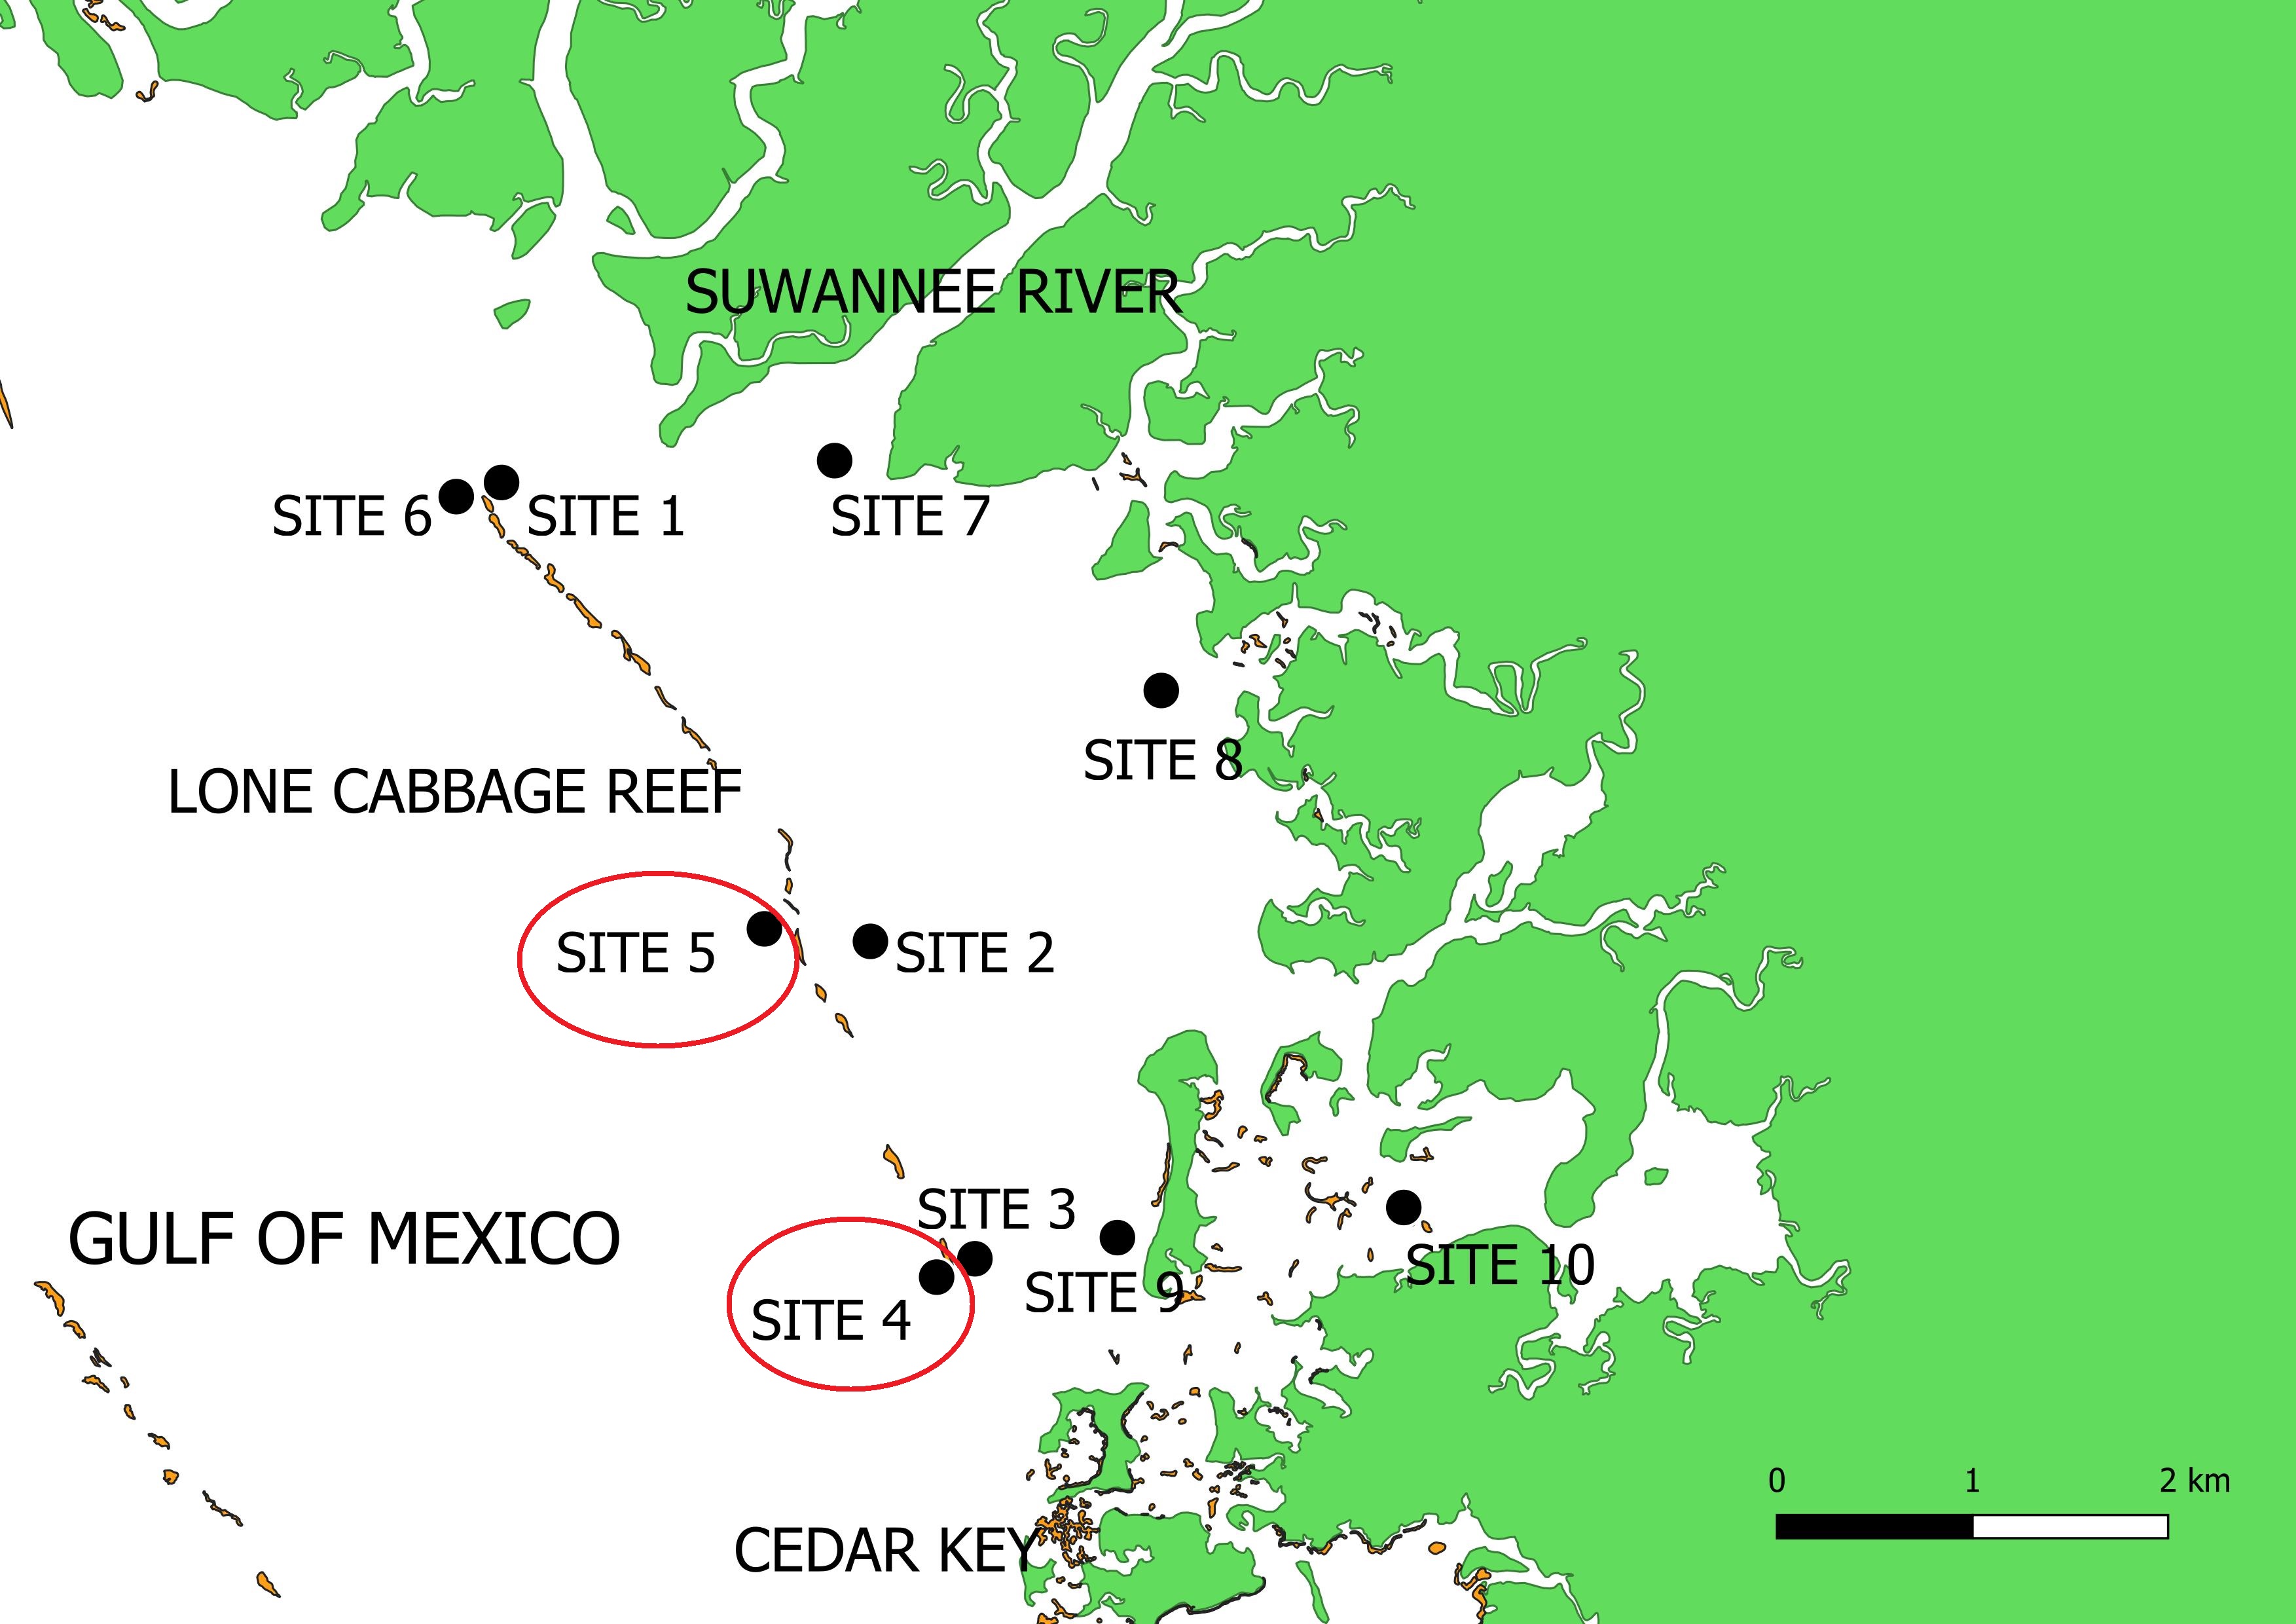 SUWANNEE RIVER
SITE 6
SITE 1
SITE 7
SITE 8
LONE CABBAGE REEF
SITE 5
SITE 2
SITE 3
GULF OF MEXICO
SITE 10
SITE 9
SITE 4
0 1 2 km
CEDAR KEY